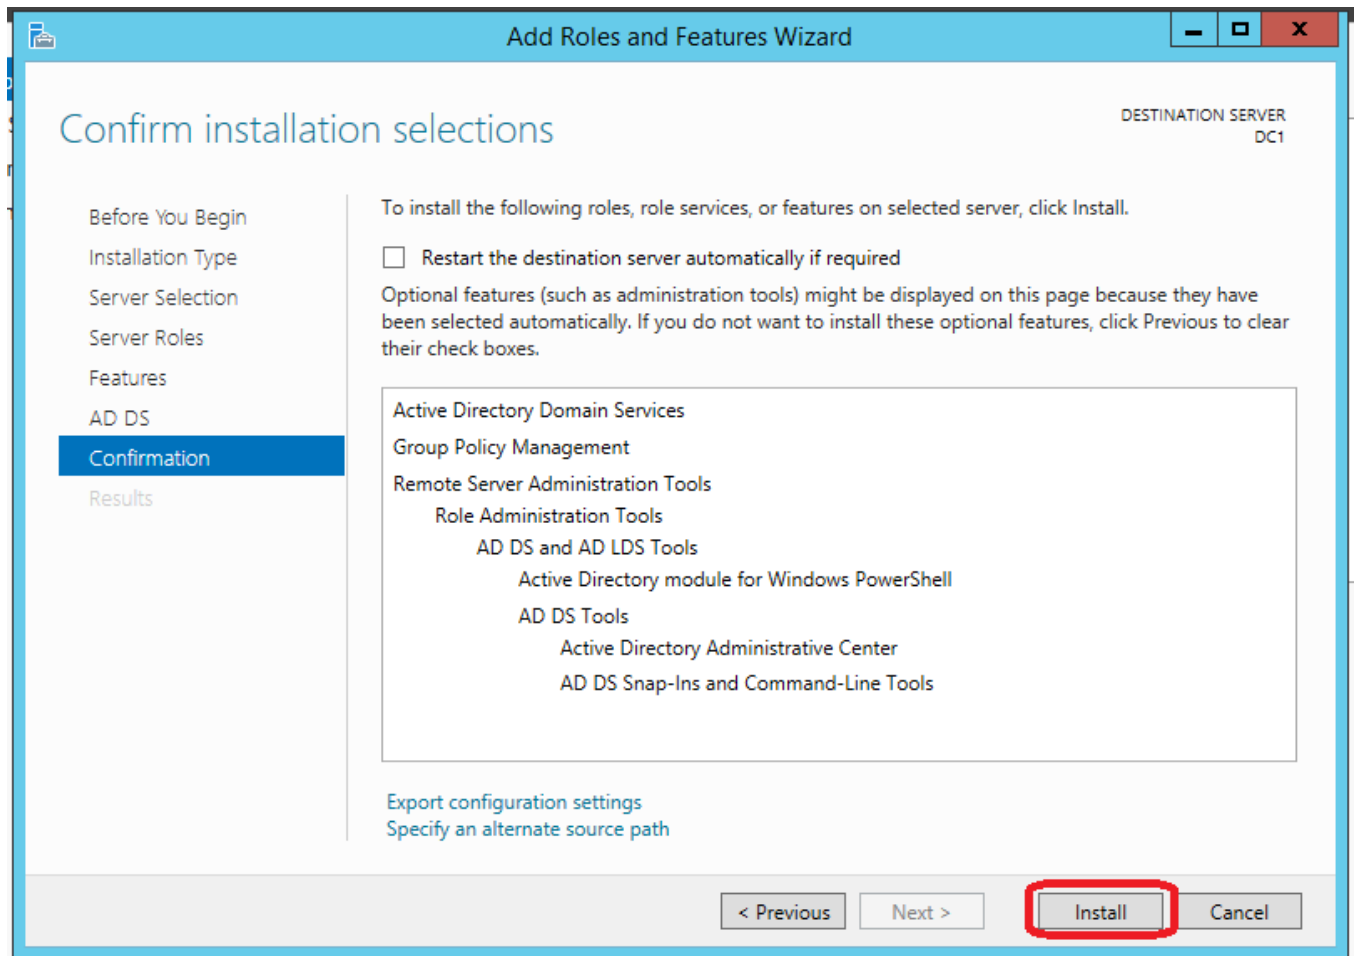 Add Roles and Features Wizard
Confirm installation selections
DESTINATION SERVER
DC1
Before You Begin
Installation Type
Server Selection
Server Roles
Features
AD DS
Confirmation
Results
To install the following roles, role services, or features on selected server, click Install.
Restart the destination server automatically if required
Optional features (such as administration tools) might be displayed on this page because they have
been selected automatically. If you do not want to install these optional features, click Previous to clear
their check boxes.
Active Directory Domain Services
Group Policy Management
Remote Server Administration Tools
Role Administration Tools
AD DS and AD LDS Tools
Active Directory module for Windows PowerShell
AD DS Tools
Active Directory Administrative Center
AD DS Snap-Ins and Command-Line Tools
Export configuration settings
Specify an alternate source path
< Previous
Next >
Install
Cancel